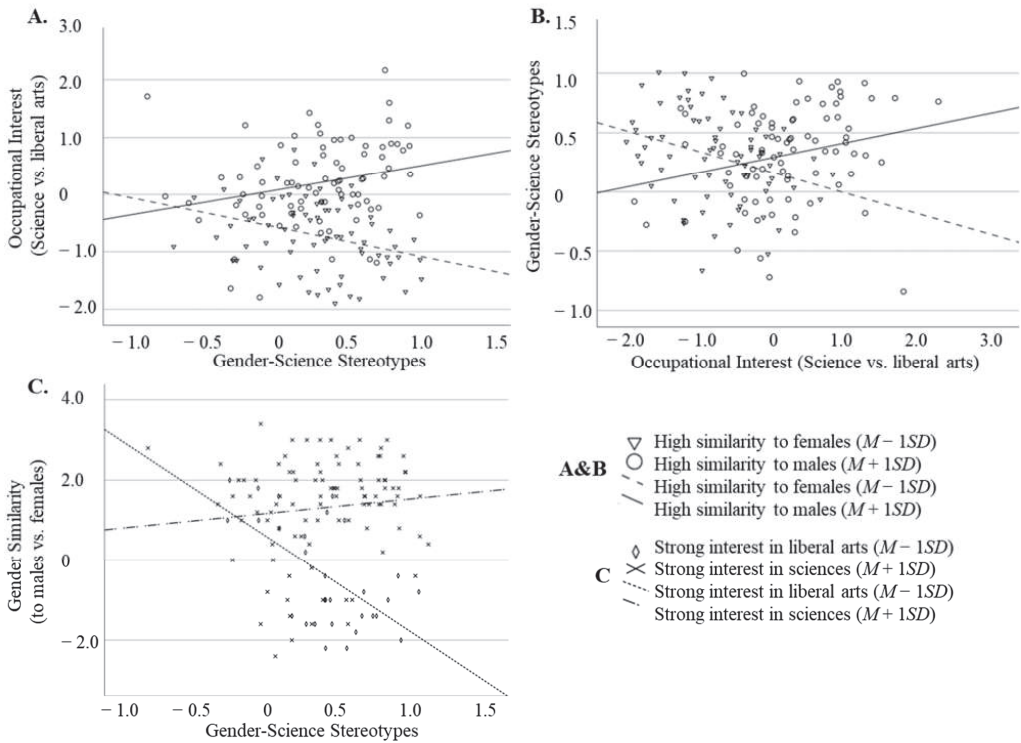 A.
3.0
2.0
1.0
0
− 1.0
− 2.0
Occupational Interest
(Science vs. liberal arts)
− 1.0
− 0.5
0
0.5
1.0
1.5
Gender-Science Stereotypes
B.
1.5
1.0
0.5
0
− 0.5
− 1.0
Gender-Science Stereotypes
− 2.0
− 1.0
0
1.0
2.0
3.0
Occupational Interest (Science vs. liberal arts)
C.
4.0
2.0
0
− 2.0
Gender Similarity
(to males vs. females)
− 1.0
− 0.5
0
0.5
1.0
1.5
Gender-Science Stereotypes
A&B
High similarity to females (M − 1SD)
High similarity to males (M + 1SD)
High similarity to females (M − 1SD)
High similarity to males (M + 1SD)
C
Strong interest in liberal arts (M − 1SD)
Strong interest in sciences (M + 1SD)
Strong interest in liberal arts (M − 1SD)
Strong interest in sciences (M + 1SD)